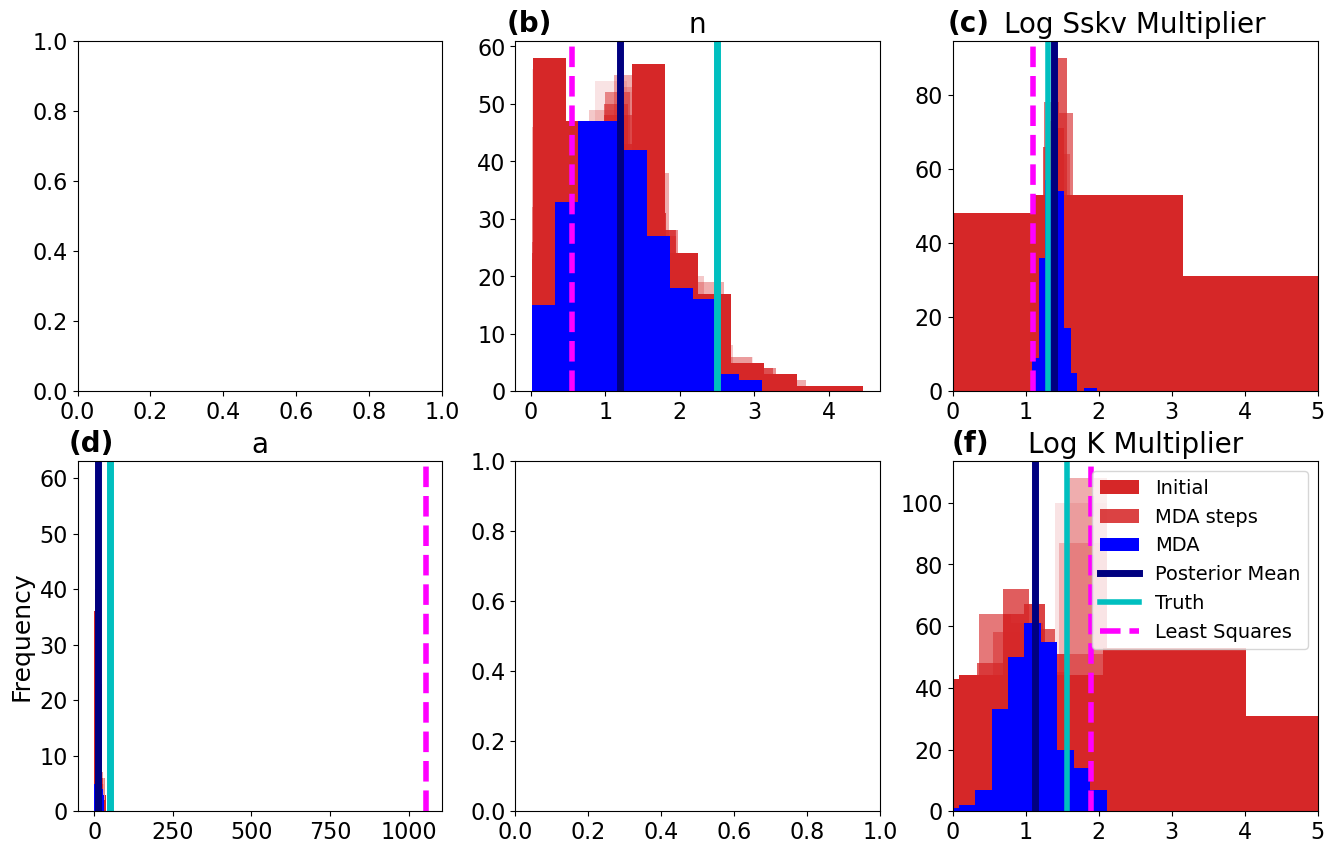 (b) n
(c) Log Sskv Multiplier
1.0
0.8
0.6
0.4
0.2
0.0
0.0 0.2 0.4 0.6 0.8 1.0
60
50
40
30
20
10
0
0 1 2 3 4
80
60
40
20
0
0 1 2 3 4 5
(d) a
(f) Log K Multiplier
Frequency
60
50
40
30
20
10
0
0 250 500 750 1000
1.0
0.8
0.6
0.4
0.2
0.0
0.0 0.2 0.4 0.6 0.8 1.0
100
80
60
40
20
0
0 1 2 3 4 5
Initial
MDA steps
MDA
Posterior Mean
Truth
Least Squares